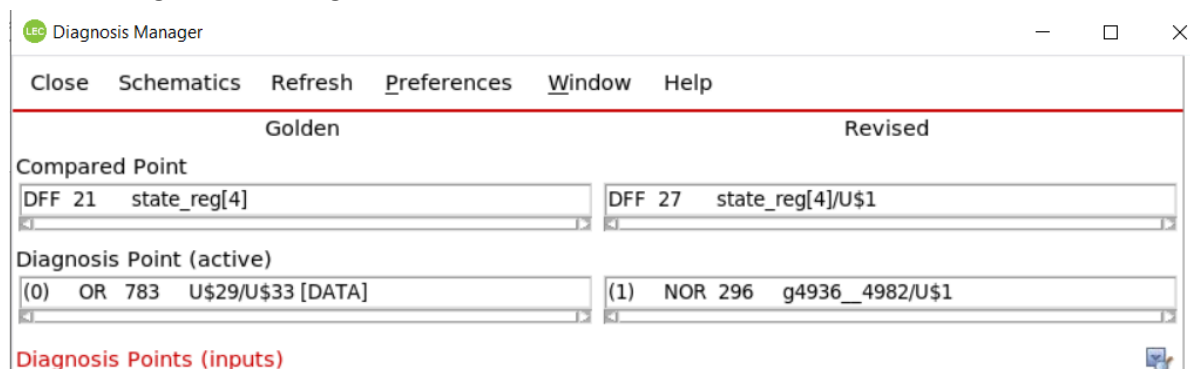 LEC Diagnosis Manager
Close Schematics Refresh Preferences Window Help
Golden Revised
Compared Point
DFF 21 state_reg[4] DFF 27 state_reg[4]/U$1
Diagnosis Point (active)
(0) OR 783 U$29/U$33 [DATA] (1) NOR 296 g4936__4982/U$1
Diagnosis Points (inputs)